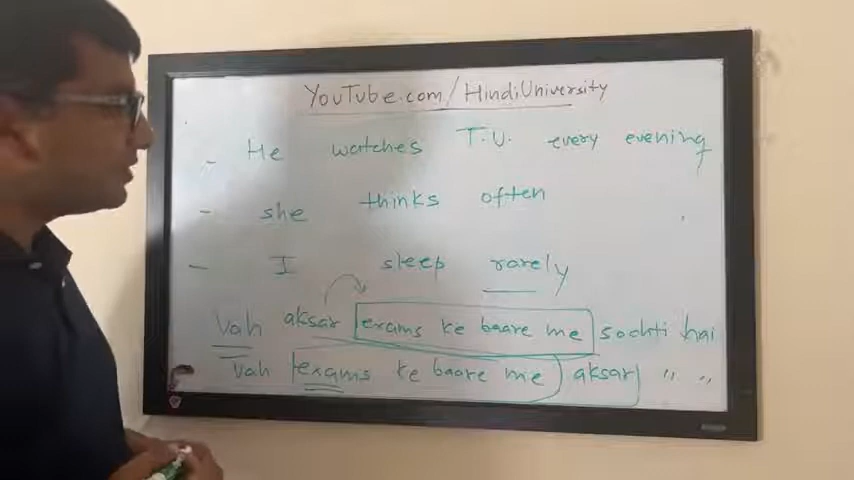 YouTube.com/HindiUniversity
- He watches T.V. every evening
- she thinks often
- I sleep rarely
Vah aksar exams ke baare me sochti hai
vah exams ke baare me aksar " "